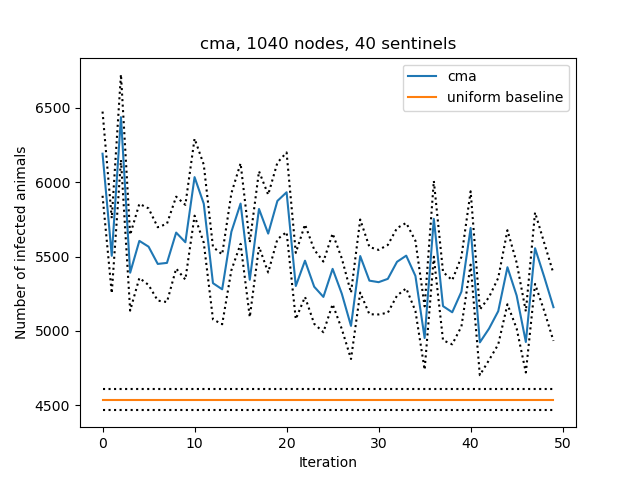 cma, 1040 nodes, 40 sentinels
cma
uniform baseline
Number of infected animals
6500
6000
5500
5000
4500
0 10 20 30 40 50
Iteration